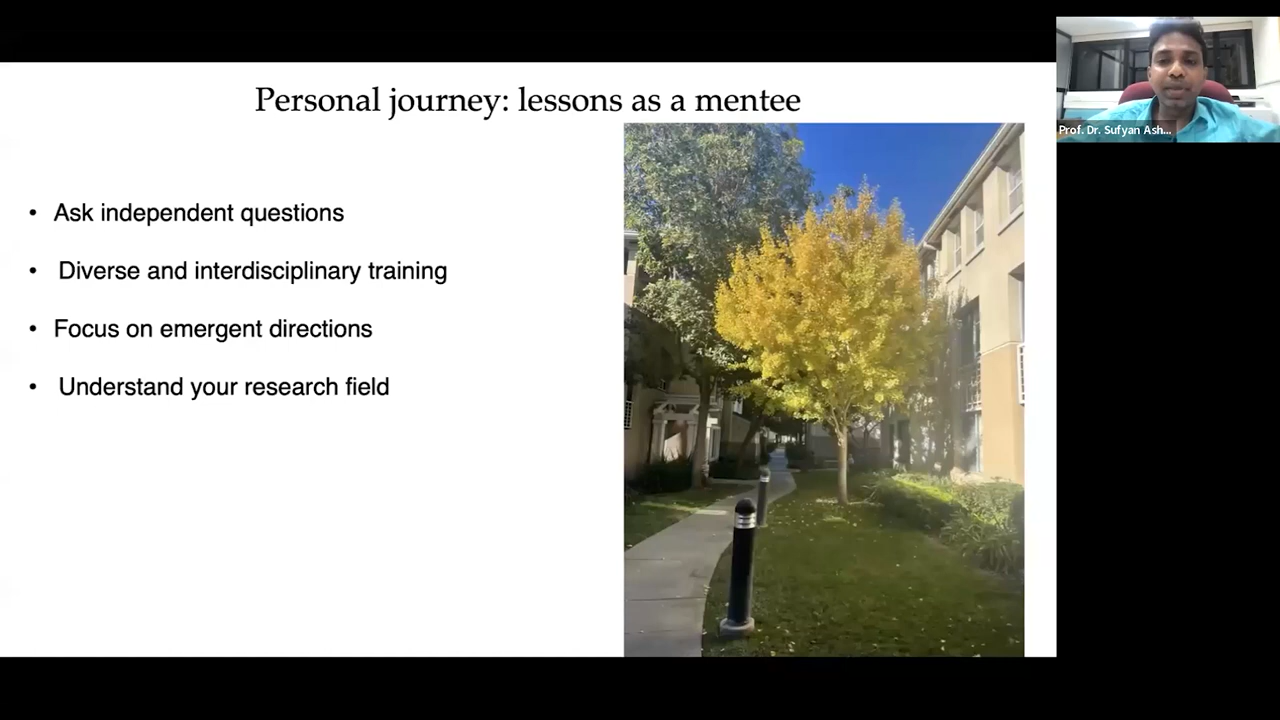 Personal journey: lessons as a mentee
Prof. Dr. Sufyan Ash...
• Ask independent questions
• Diverse and interdisciplinary training
• Focus on emergent directions
• Understand your research field